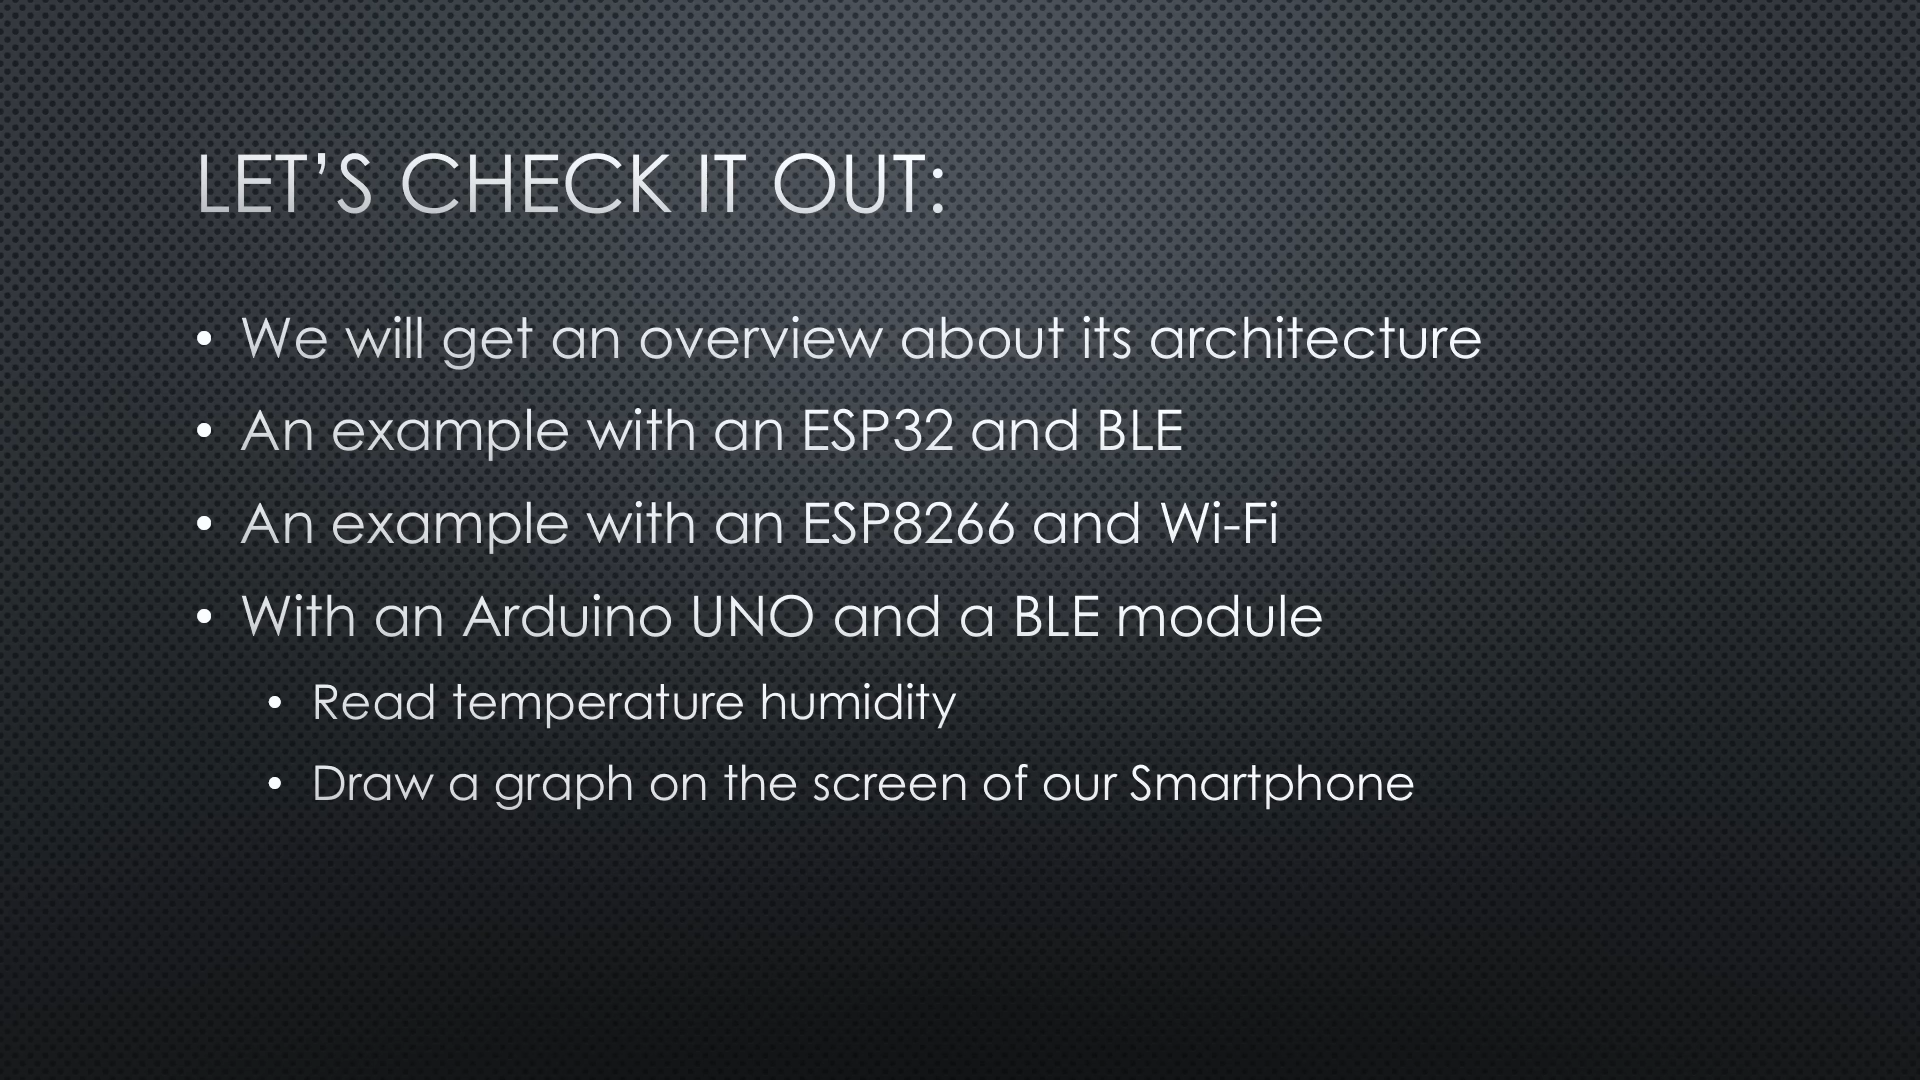 LET’S CHECK IT OUT:
• We will get an overview about its architecture
• An example with an ESP32 and BLE
• An example with an ESP8266 and Wi-Fi
• With an Arduino UNO and a BLE module
• Read temperature humidity
• Draw a graph on the screen of our Smartphone